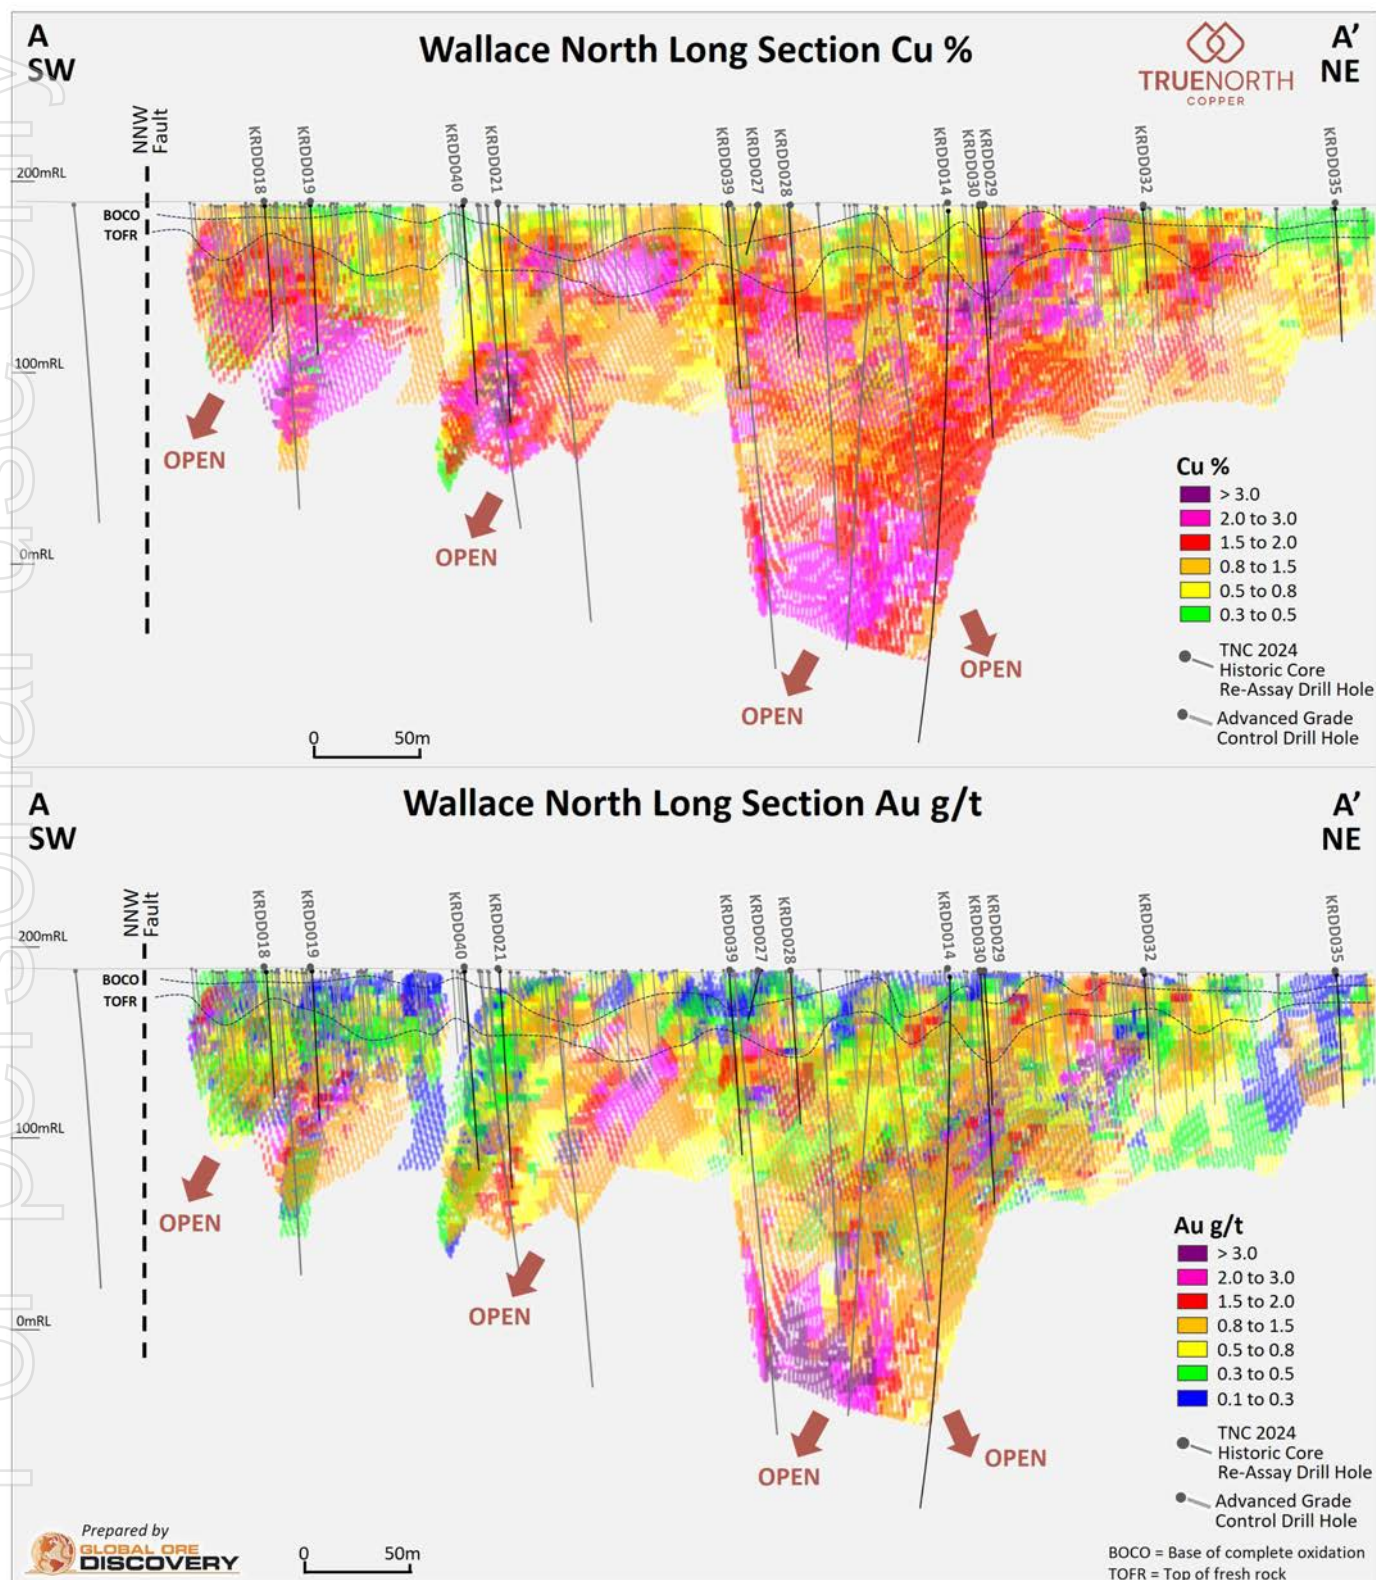 A
SW
Wallace North Long Section Cu %
TRUENORTH
COPPER
A'
NE
NNW
Fault
KRDD018
KRDD019
KRDD040
KRDD021
KRDD039
KRDD027
KRDD028
KRDD014
KRDD030
KRDD029
KRDD032
KRDD035
200mRL
BOCO
TOFR
100mRL
OPEN
OPEN
0mRL
OPEN
OPEN
Cu %
> 3.0
2.0 to 3.0
1.5 to 2.0
0.8 to 1.5
0.5 to 0.8
0.3 to 0.5
TNC 2024
Historic Core
Re-Assay Drill Hole
Advanced Grade
Control Drill Hole
0 50m
A
SW
Wallace North Long Section Au g/t
A'
NE
NNW
Fault
KRDD018
KRDD019
KRDD040
KRDD021
KRDD039
KRDD027
KRDD028
KRDD014
KRDD030
KRDD029
KRDD032
KRDD035
200mRL
BOCO
TOFR
100mRL
OPEN
OPEN
0mRL
OPEN
OPEN
Au g/t
> 3.0
2.0 to 3.0
1.5 to 2.0
0.8 to 1.5
0.5 to 0.8
0.3 to 0.5
0.1 to 0.3
TNC 2024
Historic Core
Re-Assay Drill Hole
Advanced Grade
Control Drill Hole
Prepared by
GLOBAL ORE
DISCOVERY
0 50m
BOCO = Base of complete oxidation
TOFR = Top of fresh rock
For personal use only